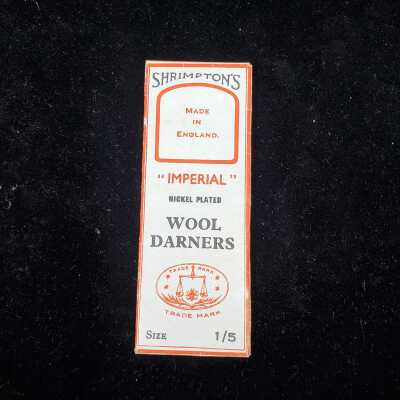 SHRIMPTON'S
MADE
IN
ENGLAND.
"IMPERIAL"
NICKEL PLATED
WOOL
DARNERS
TRADE MARK
TRADE MARK
SIZE 1/5